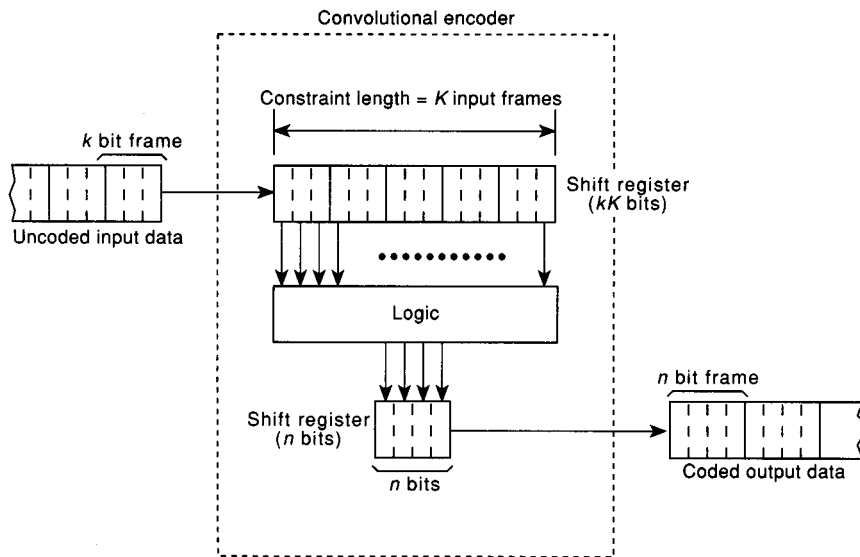 Convolutional encoder
Constraint length = K input frames
k bit frame
Shift register
(kK bits)
Uncoded input data
Logic
n bit frame
Shift register
(n bits)
n bits
Coded output data